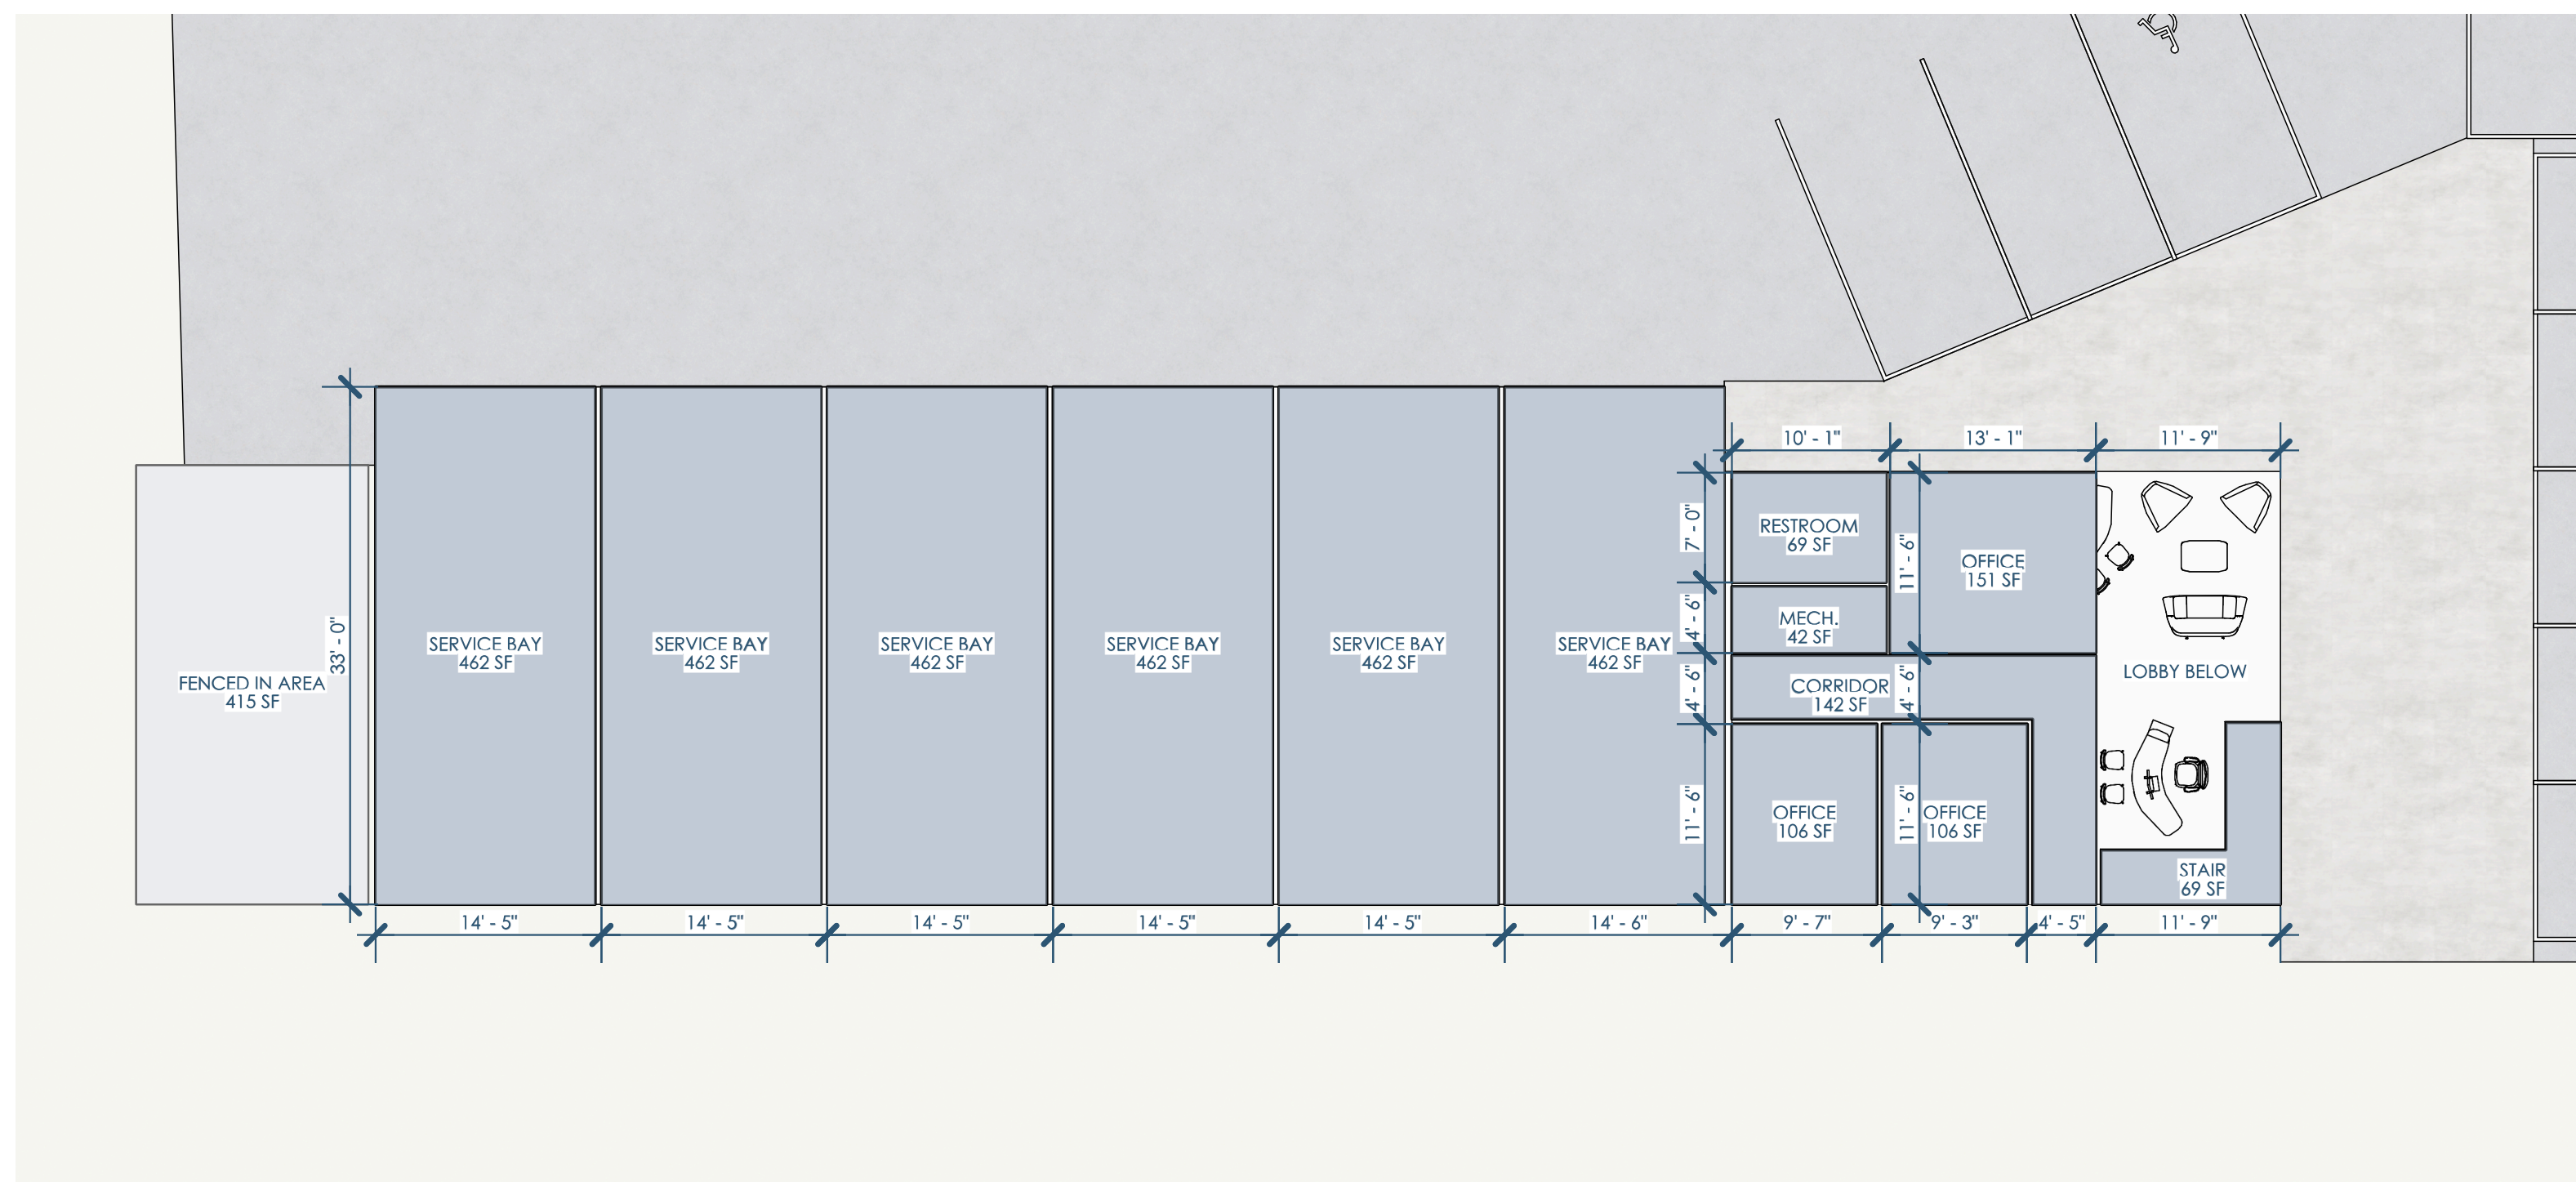 10' - 1"
13' - 1"
11' - 9"
7' - 0"
4' - 6"
4' - 6"
11' - 6"
11' - 6"
4' - 6"
11' - 6"
33' - 0"
RESTROOM
69 SF
OFFICE
151 SF
MECH.
42 SF
FENCED IN AREA
415 SF
SERVICE BAY
462 SF
SERVICE BAY
462 SF
SERVICE BAY
462 SF
SERVICE BAY
462 SF
SERVICE BAY
462 SF
SERVICE BAY
462 SF
CORRIDOR
142 SF
LOBBY BELOW
OFFICE
106 SF
OFFICE
106 SF
STAIR
69 SF
14' - 5"
14' - 5"
14' - 5"
14' - 5"
14' - 5"
14' - 6"
9' - 7"
9' - 3"
4' - 5"
11' - 9"